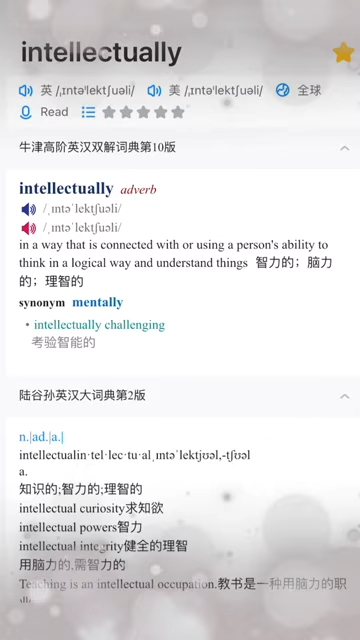 intellectually
英 /ˌɪntəˈlektʃuəli/ 美 /ˌɪntəˈlektʃuəli/ 全球
Read
牛津高阶英汉双解词典第10版
intellectually adverb
/ˌɪntəˈlektʃuəli/
/ˌɪntəˈlektʃuəli/
in a way that is connected with or using a person's ability to
think in a logical way and understand things 智力的；脑力
的；理智的
synonym mentally
• intellectually challenging
考验智能的
陆谷孙英汉大词典第2版
n.|ad.|a.|
intellectualin·tel·lec·tu·al ˌɪntəˈlektjʊəl,-tʃʊəl
a.
知识的;智力的;理智的
intellectual curiosity求知欲
intellectual powers智力
intellectual integrity健全的理智
用脑力的,需智力的
Teaching is an intellectual occupation.教书是一种用脑力的职